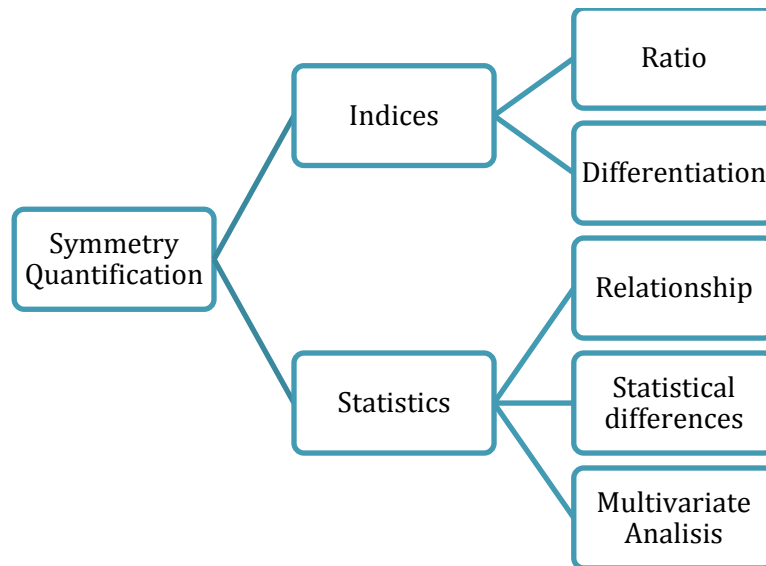 Symmetry
Quantification
Indices
Ratio
Differentiation
Statistics
Relationship
Statistical
differences
Multivariate
Analisis